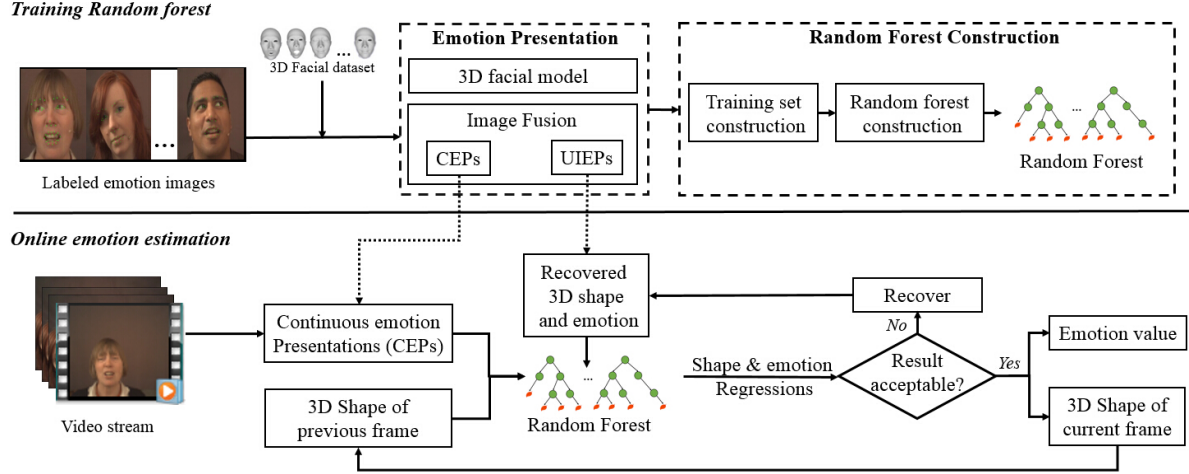 Training Random forest
3D Facial dataset
Labeled emotion images
Emotion Presentation
3D facial model
Image Fusion
CEPs
UIEPs
Random Forest Construction
Training set
construction
Random forest
construction
...
Random Forest
Online emotion estimation
Video stream
Continuous emotion
Presentations (CEPs)
3D Shape of
previous frame
Recovered
3D shape
and emotion
...
Random Forest
Shape & emotion
Regressions
Recover
No
Result
acceptable?
Yes
Emotion value
3D Shape of
current frame